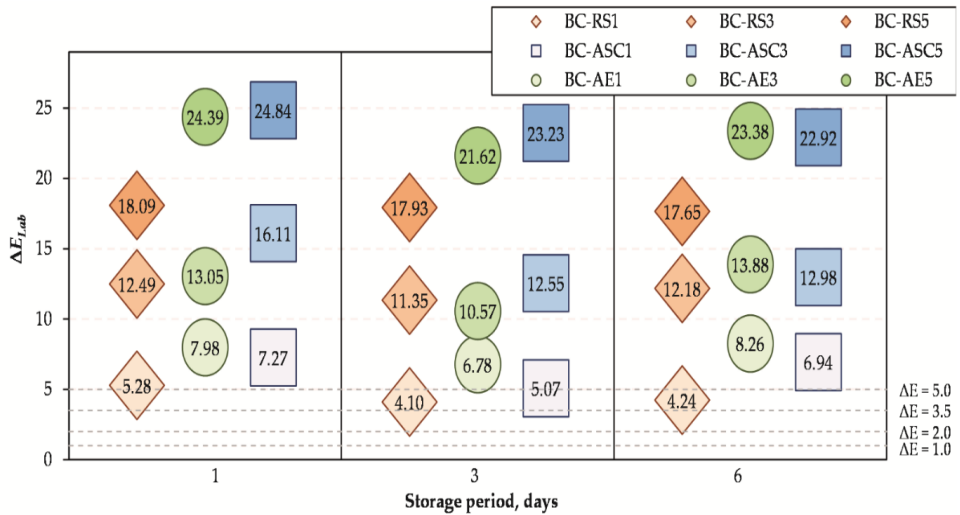 BC-RS1 BC-RS3 BC-RS5
BC-ASC1 BC-ASC3 BC-ASC5
BC-AE1 BC-AE3 BC-AE5
ΔE_{L.ab}
25
20
15
10
5
0
24.39 24.84
18.09
16.11
12.49 13.05
7.98 7.27
5.28
23.23
21.62
17.93
12.55
11.35 10.57
6.78
5.07
4.10
23.38 22.92
17.65
13.88
12.98
12.18
8.26
6.94
4.24
ΔE = 5.0
ΔE = 3.5
ΔE = 2.0
ΔE = 1.0
1 3 6
Storage period, days